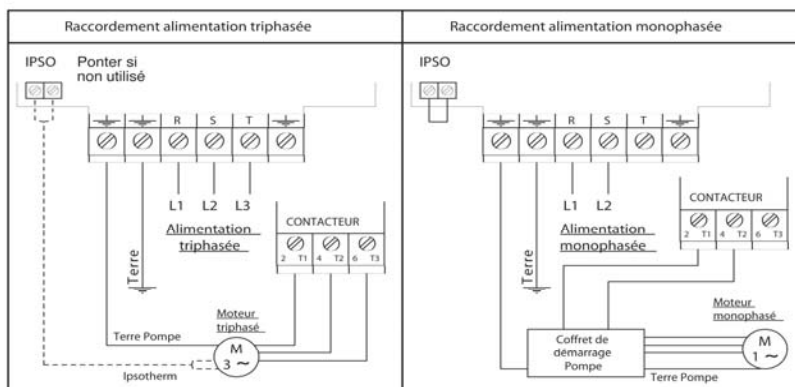 Raccordement alimentation triphasée
IPSO
Ponter si
non utilisé
R S T
L1 L2 L3
Alimentation
triphasée
Terre
CONTACTEUR
2 T1 4 T2 6 T3
Moteur
triphasé
Terre Pompe
M
3 ~
Ipsotherm
Raccordement alimentation monophasée
IPSO
R S T
L1 L2
Alimentation
monophasée
Terre
CONTACTEUR
2 T1 4 T2 6 T3
Moteur
monophasé
Coffret de
démarrage
Pompe
M
1 ~
Terre Pompe